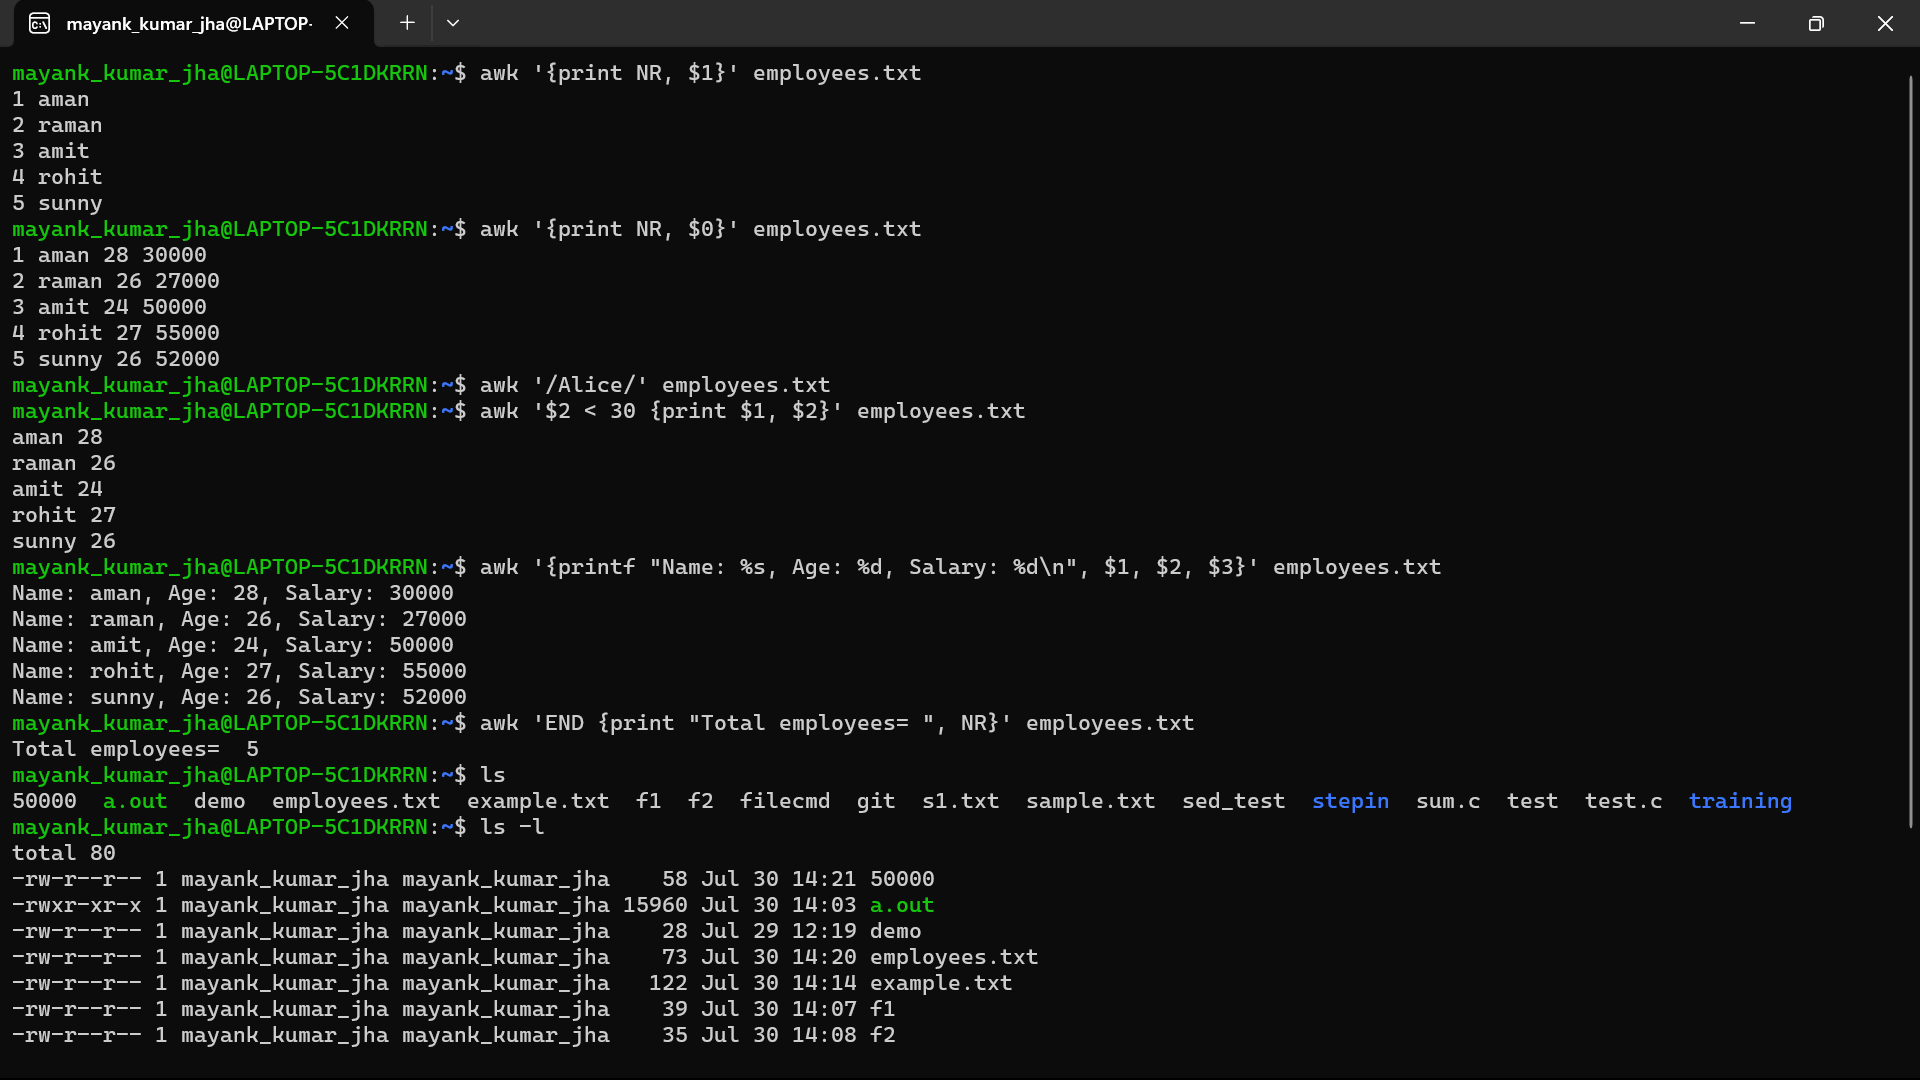 mayank_kumar_jha@LAPTOP-
mayank_kumar_jha@LAPTOP-5C1DKRRN:~$ awk '{print NR, $1}' employees.txt
1 aman
2 raman
3 amit
4 rohit
5 sunny
mayank_kumar_jha@LAPTOP-5C1DKRRN:~$ awk '{print NR, $0}' employees.txt
1 aman 28 30000
2 raman 26 27000
3 amit 24 50000
4 rohit 27 55000
5 sunny 26 52000
mayank_kumar_jha@LAPTOP-5C1DKRRN:~$ awk '/Alice/' employees.txt
mayank_kumar_jha@LAPTOP-5C1DKRRN:~$ awk '$2 < 30 {print $1, $2}' employees.txt
aman 28
raman 26
amit 24
rohit 27
sunny 26
mayank_kumar_jha@LAPTOP-5C1DKRRN:~$ awk '{printf "Name: %s, Age: %d, Salary: %d\n", $1, $2, $3}' employees.txt
Name: aman, Age: 28, Salary: 30000
Name: raman, Age: 26, Salary: 27000
Name: amit, Age: 24, Salary: 50000
Name: rohit, Age: 27, Salary: 55000
Name: sunny, Age: 26, Salary: 52000
mayank_kumar_jha@LAPTOP-5C1DKRRN:~$ awk 'END {print "Total employees= ", NR}' employees.txt
Total employees=  5
mayank_kumar_jha@LAPTOP-5C1DKRRN:~$ ls
50000  a.out  demo  employees.txt  example.txt  f1  f2  filecmd  git  s1.txt  sample.txt  sed_test  stepin  sum.c  test  test.c  training
mayank_kumar_jha@LAPTOP-5C1DKRRN:~$ ls -l
total 80
-rw-r--r-- 1 mayank_kumar_jha mayank_kumar_jha    58 Jul 30 14:21 50000
-rwxr-xr-x 1 mayank_kumar_jha mayank_kumar_jha 15960 Jul 30 14:03 a.out
-rw-r--r-- 1 mayank_kumar_jha mayank_kumar_jha    28 Jul 29 12:19 demo
-rw-r--r-- 1 mayank_kumar_jha mayank_kumar_jha    73 Jul 30 14:20 employees.txt
-rw-r--r-- 1 mayank_kumar_jha mayank_kumar_jha   122 Jul 30 14:14 example.txt
-rw-r--r-- 1 mayank_kumar_jha mayank_kumar_jha    39 Jul 30 14:07 f1
-rw-r--r-- 1 mayank_kumar_jha mayank_kumar_jha    35 Jul 30 14:08 f2